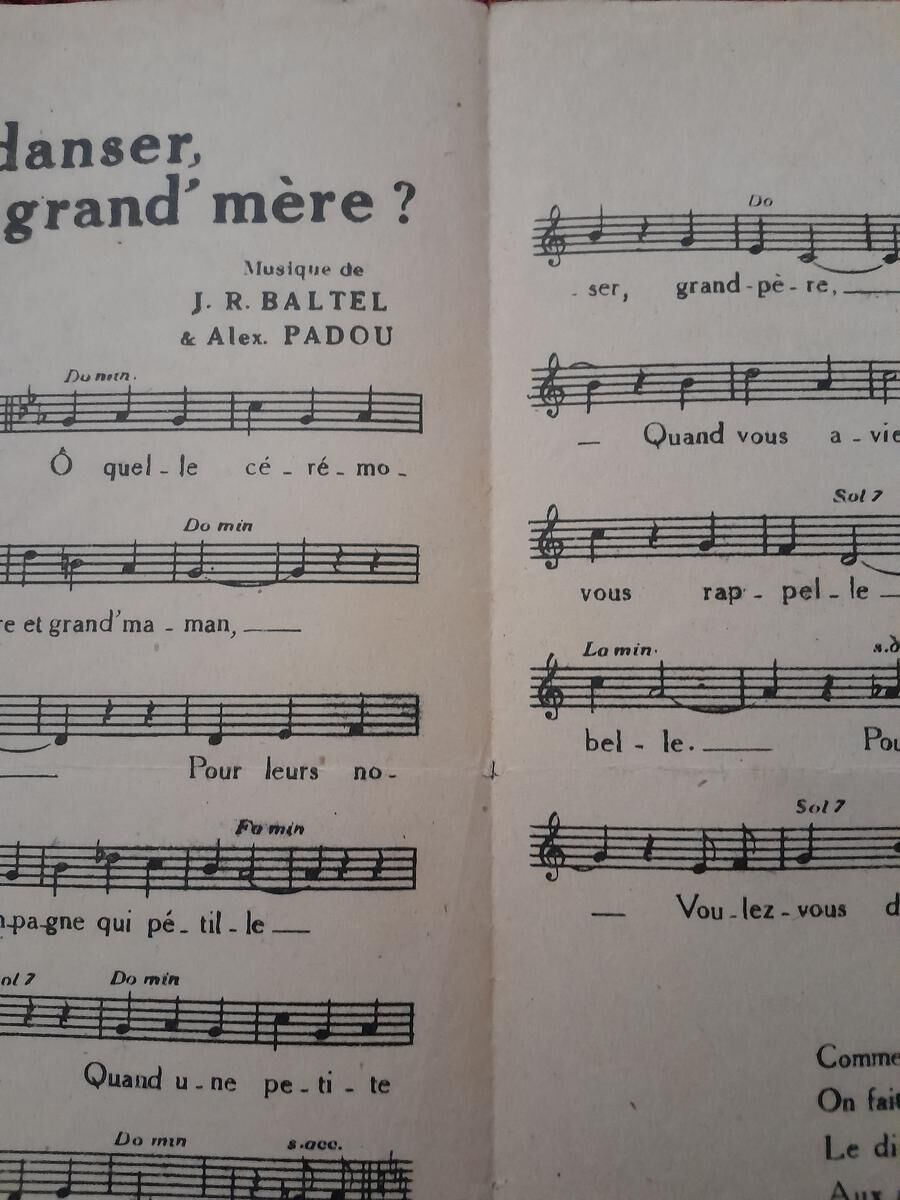 danser,
grand' mère ?
Musique de
J. R. BALTEL
& Alex. PADOU
Do min.
Ô quel - le cé - ré - mo -
Do min
re et grand'ma - man,
Pour leurs no -
Fa min
pa-gne qui pé - til - le
ol 7 Do min
Quand u - ne pe - ti - te
Do min s.acc.
Do
- ser, grand - pè - re,
Quand vous a - vie
Sol 7
vous rap - pel - le
La min.
bel - le. Pou
Sol 7
Vou - lez - vous d
Comme
On fait
Le di
Aux